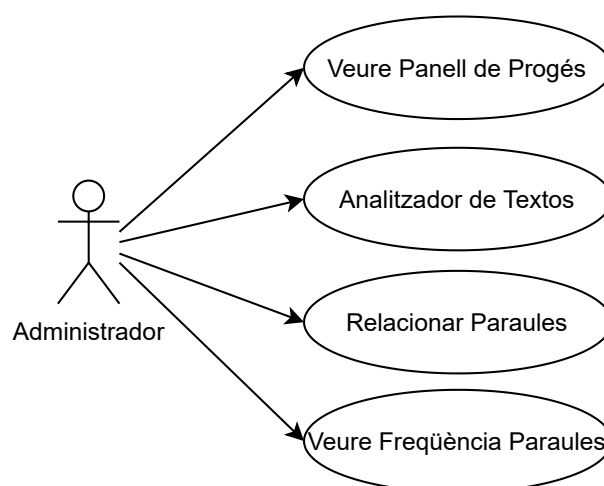 Veure Panell de Progés
Analitzador de Textos
Administrador
Relacionar Paraules
Veure Freqüència Paraules